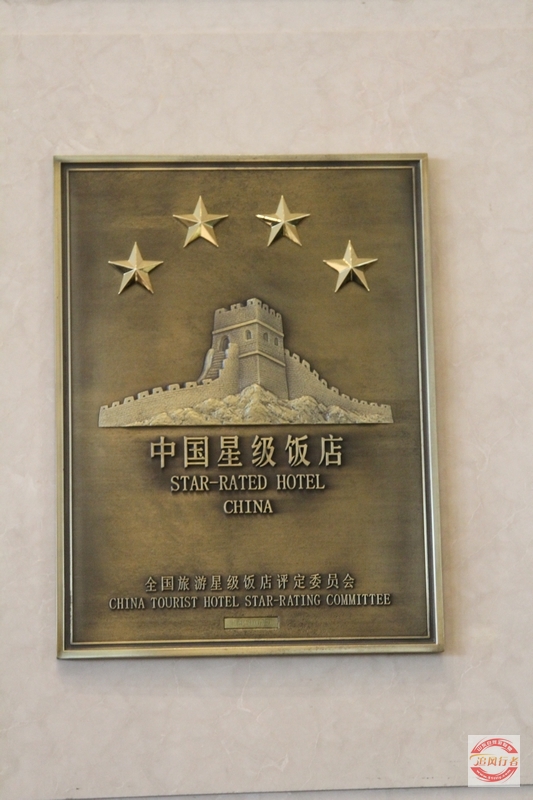 中国星级饭店
STAR-RATED HOTEL
CHINA
全国旅游星级饭店评定委员会
CHINA TOURIST HOTEL STAR-RATING COMMITTEE
追风行者